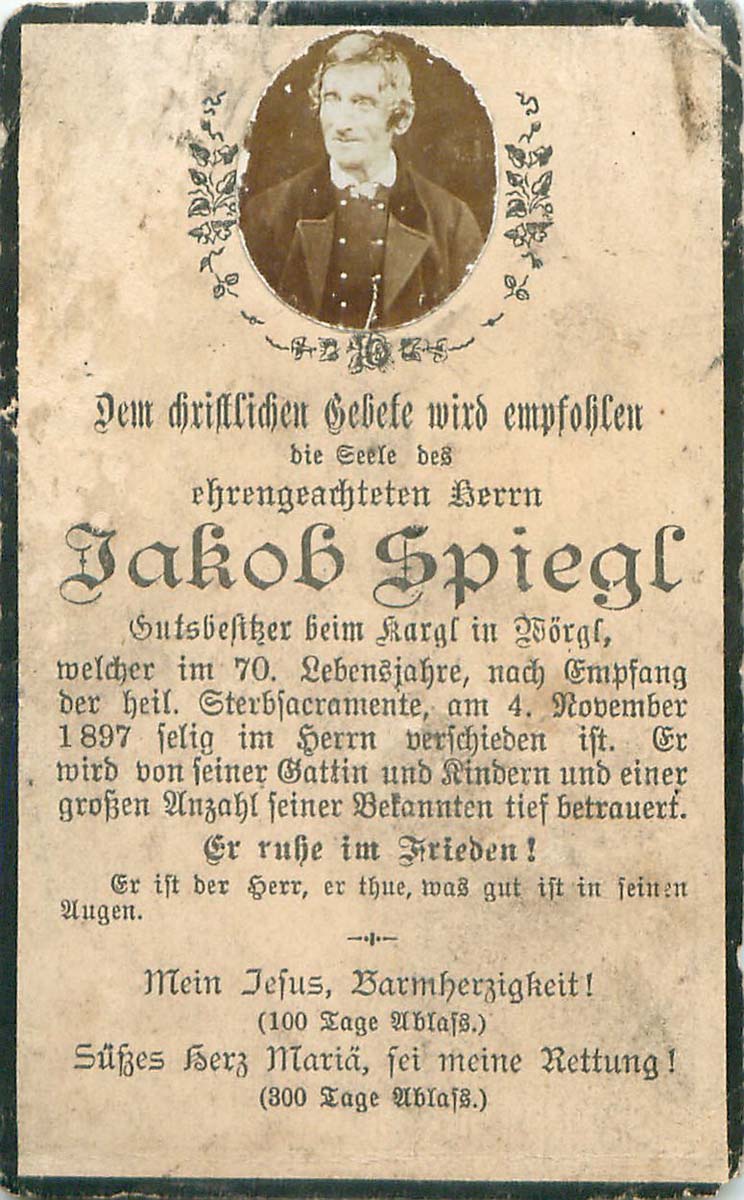 Dem christlichen Gebete wird empfohlen
die Seele des
ehrengeachteten Herrn
Jakob Spiegl
Gutsbesitzer beim Kargl in Wörgl,
welcher im 70. Lebensjahre, nach Empfang
der heil. Sterbsacramente, am 4. November
1897 selig im Herrn verschieden ist. Er
wird von seiner Gattin und Kindern und einer
großen Anzahl seiner Bekannten tief betrauert.
Er ruhe im Frieden!
Er ist der Herr, er thue, was gut ist in seinen
Augen.
Mein Jesus, Barmherzigkeit!
(100 Tage Ablass.)
Süßes Herz Mariä, sei meine Rettung!
(300 Tage Ablass.)